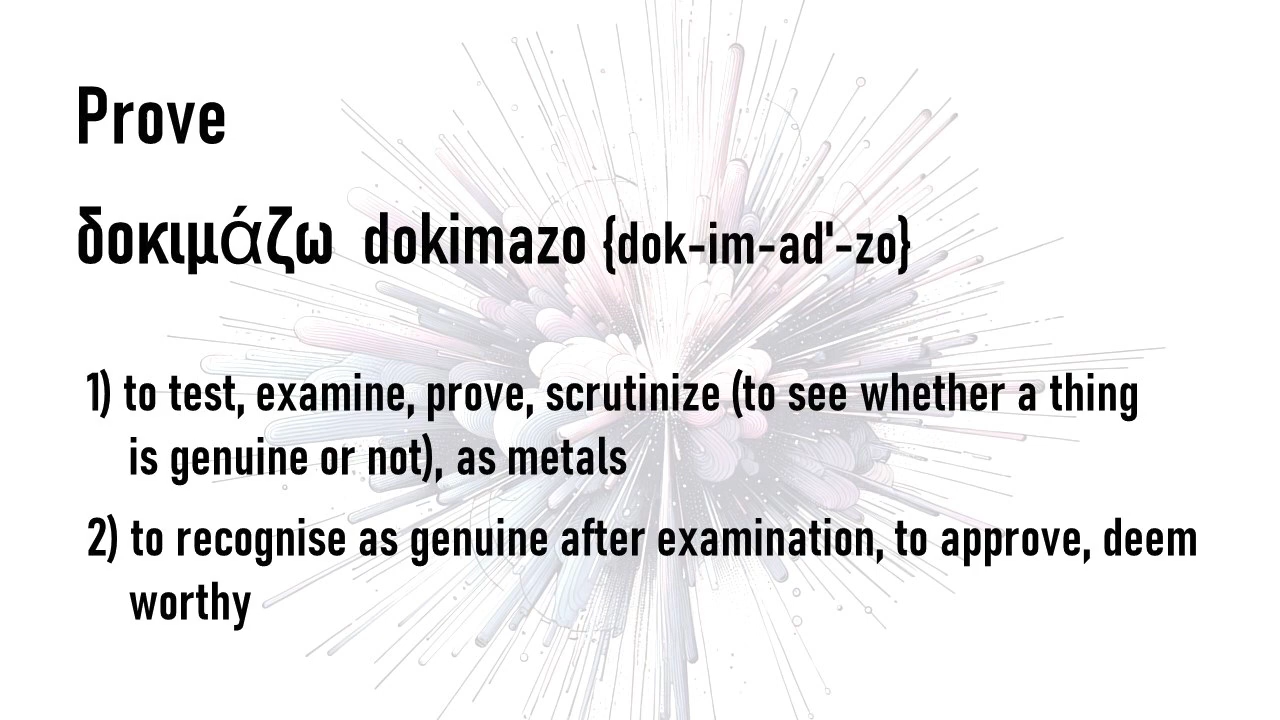 Prove
δοκιμάζω dokimazo {dok-im-ad'-zo}
1) to test, examine, prove, scrutinize (to see whether a thing
is genuine or not), as metals
2) to recognise as genuine after examination, to approve, deem
worthy